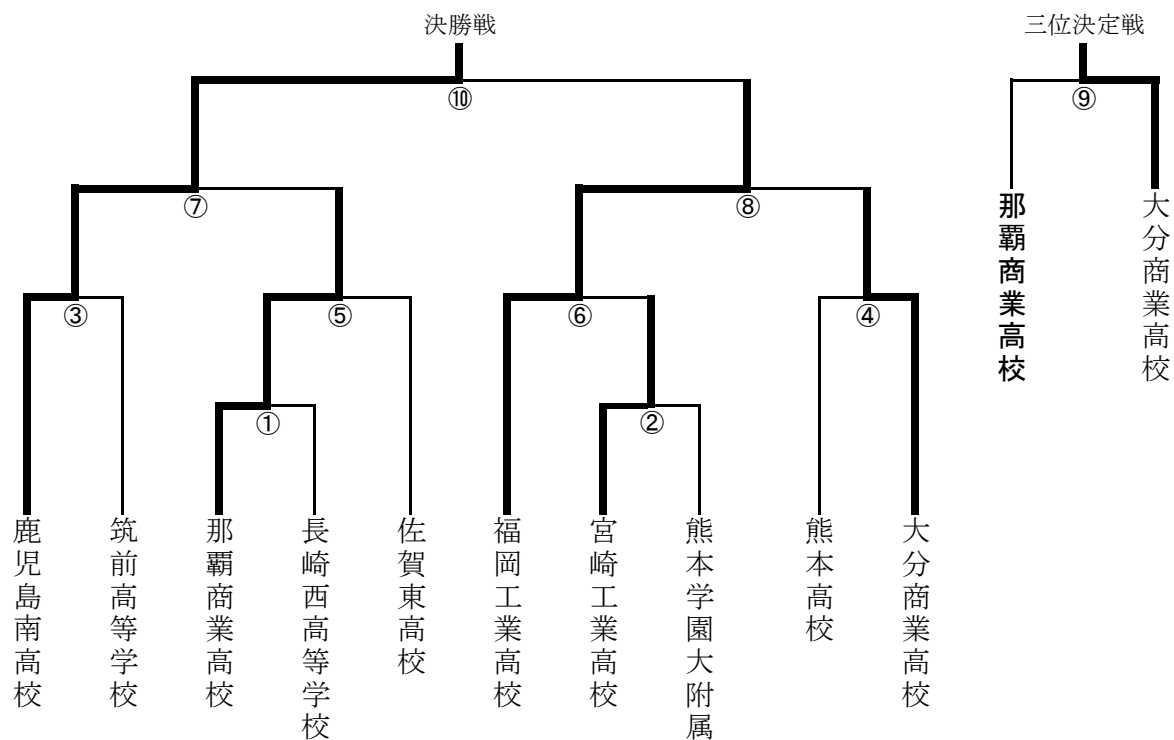 決勝戦
三位決定戦
⑩
⑨
⑦
⑧
那覇商業高校
大分商業高校
③
⑤
⑥
④
①
②
鹿児島南高校
筑前高等学校
那覇商業高校
長崎西高等学校
佐賀東高校
福岡工業高校
宮崎工業高校
熊本学園大附属
熊本高校
大分商業高校